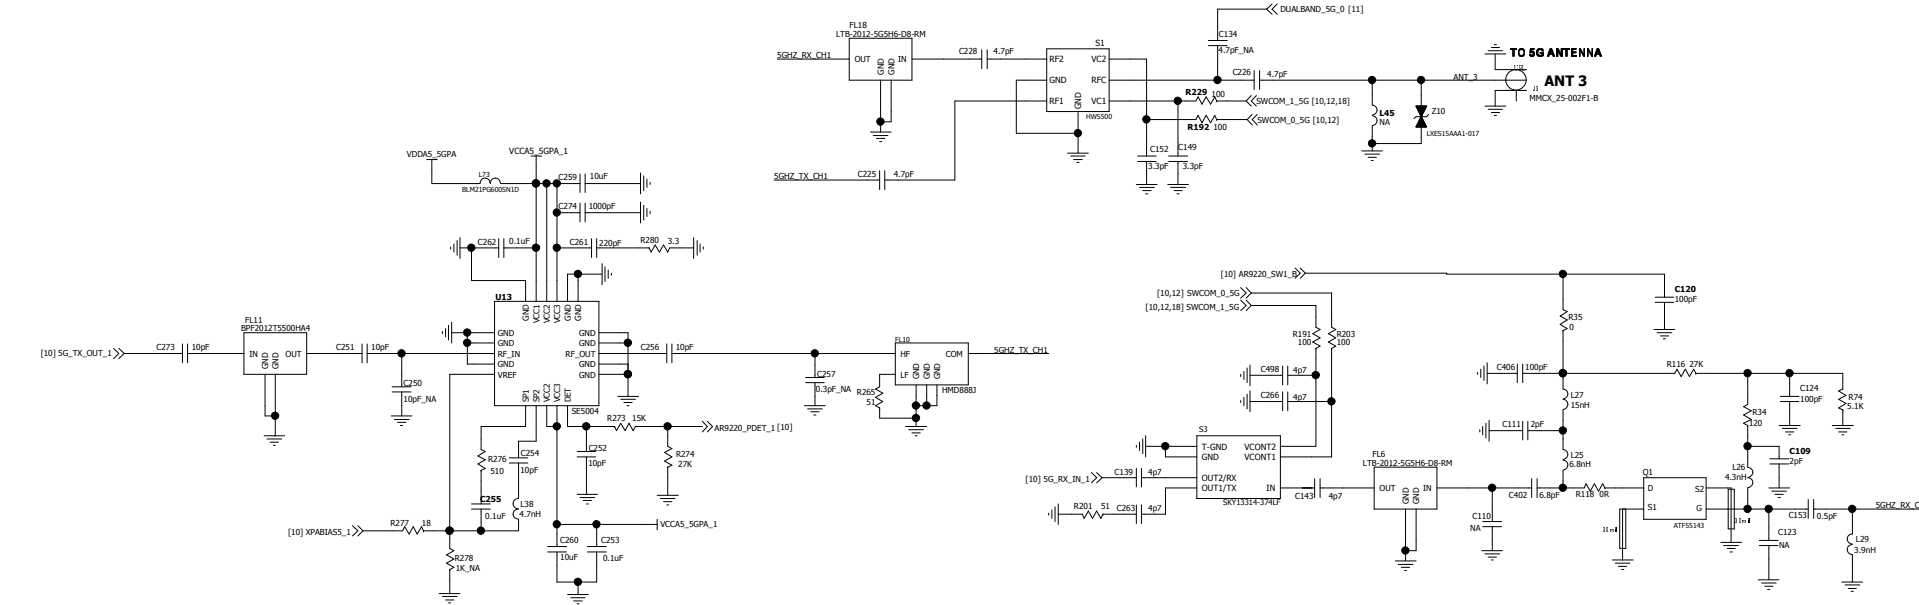 DUALBAND_5G_0 [11]
FL18
LTB-2012-5G5H6-D8-RM
5GHZ_RX_CH1
OUT
IN
GND
GND
C228
4.7pF
S1
RF2
VC2
GND
RFC
RF1
VC1
GND
HWS500
C134
4.7pF_NA
C226
4.7pF
R229
100
SWCOM_1_5G [10,12,18]
R192
100
SWCOM_0_5G [10,12]
C152
3.3pF
C149
3.3pF
ANT_3
L45
NA
Z10
LXES15AAA1-017
TO 5G ANTENNA
ANT 3
J1
MMCX_25-002F1-B
5GHZ_TX_CH1
C225
4.7pF
VDDA5_5GPA
VCCA5_5GPA_1
L73
BLM21PG600SN1D
C259
10uF
C274
1000pF
C262
0.1uF
C261
220pF
R280
3.3
U13
GND
VCC1
VCC2
VCC3
GND
GND
GND
GND
RF_IN
GND
VREF
GND
GND
RF_OUT
GND
GND
SP1
SP2
VCC2
VCC3
DET
SE5004
[10] 5G_TX_OUT_1
C273
10pF
FL11
BPF2012T5500HA4
IN
OUT
GND
GND
C251
10pF
C250
10pF_NA
C256
10pF
C257
0.3pF_NA
FL10
HF
COM
LF
GND
GND
GND
HMD888J
5GHZ_TX_CH1
R265
51
R273
15K
AR9220_PDET_1 [10]
C252
10pF
R274
27K
R276
510
C254
10pF
C255
0.1uF
L38
4.7nH
[10] XPABIAS5_1
R277
18
R278
1K_NA
VCCA5_5GPA_1
C260
10uF
C253
0.1uF
[10] AR9220_SW1_B
[10,12] SWCOM_0_5G
[10,12,18] SWCOM_1_5G
R191
100
R203
100
C498
4p7
C266
4p7
S3
T-GND
GND
OUT2/RX
OUT1/TX
VCONT2
VCONT1
IN
SKY13314-374LF
[10] 5G_RX_IN_1
C139
4p7
R201
51
C263
4p7
C143
4p7
FL6
LTB-2012-5G5H6-D8-RM
OUT
IN
GND
GND
C110
NA
C402
6.8pF
R118
0R
C120
100pF
R35
0
C406
100pF
R116
27K
L27
15nH
C111
2pF
L25
6.8nH
R34
120
C124
100pF
R74
5.1K
C109
2pF
L26
4.3nH
Q1
D
S1
S2
G
ATF55143
C153
0.5pF
C123
NA
L29
3.9nH
5GHZ_RX_C